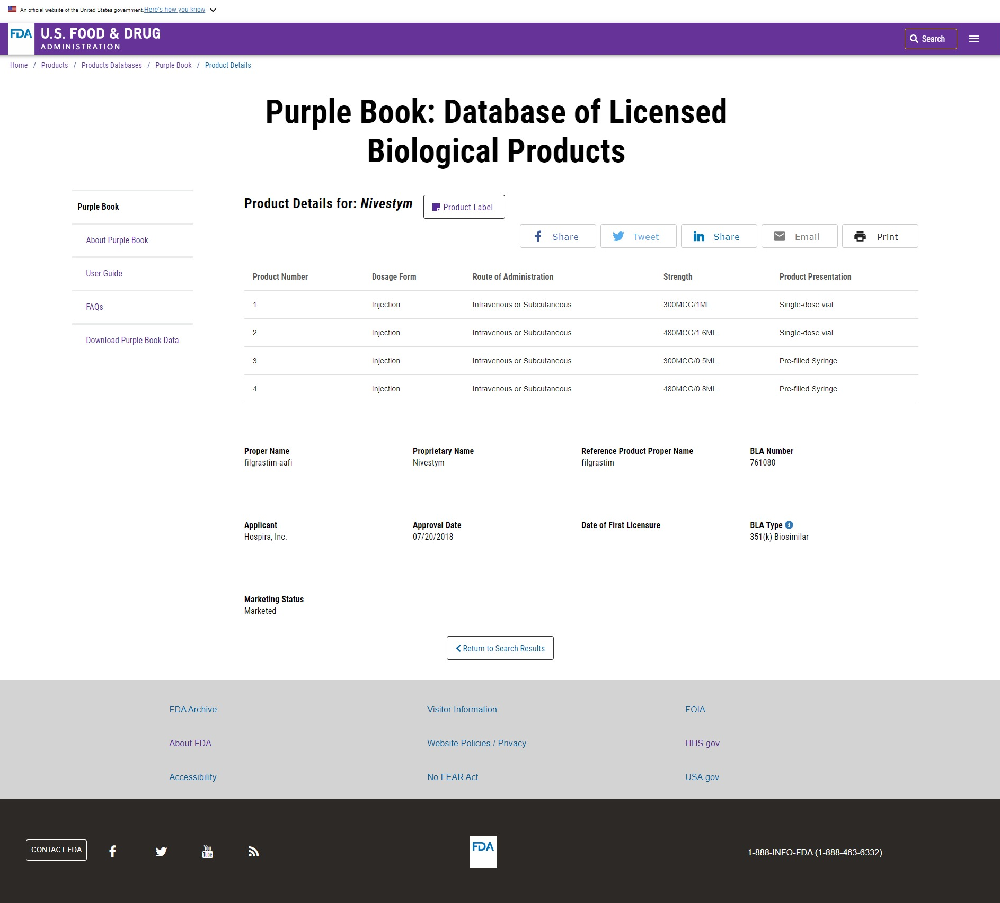 An official website of the United States government. Here's how you know
FDA U.S. FOOD & DRUG
ADMINISTRATION
Search
Home / Products / Products Databases / Purple Book / Product Details
Purple Book: Database of Licensed
Biological Products
Purple Book
About Purple Book
User Guide
FAQs
Download Purple Book Data
Product Details for: Nivestym
Product Label
Share Tweet Share Email Print
Product Number Dosage Form Route of Administration Strength Product Presentation
1 Injection Intravenous or Subcutaneous 300MCG/1ML Single-dose vial
2 Injection Intravenous or Subcutaneous 480MCG/1.6ML Single-dose vial
3 Injection Intravenous or Subcutaneous 300MCG/0.5ML Pre-filled Syringe
4 Injection Intravenous or Subcutaneous 480MCG/0.8ML Pre-filled Syringe
Proper Name Proprietary Name Reference Product Proper Name BLA Number
filgrastim-aafi Nivestym filgrastim 761080
Applicant Approval Date Date of First Licensure BLA Type
Hospira, Inc. 07/20/2018 351(k) Biosimilar
Marketing Status
Marketed
Return to Search Results
FDA Archive Visitor Information FOIA
About FDA Website Policies / Privacy HHS.gov
Accessibility No FEAR Act USA.gov
CONTACT FDA You Tube FDA 1-888-INFO-FDA (1-888-463-6332)